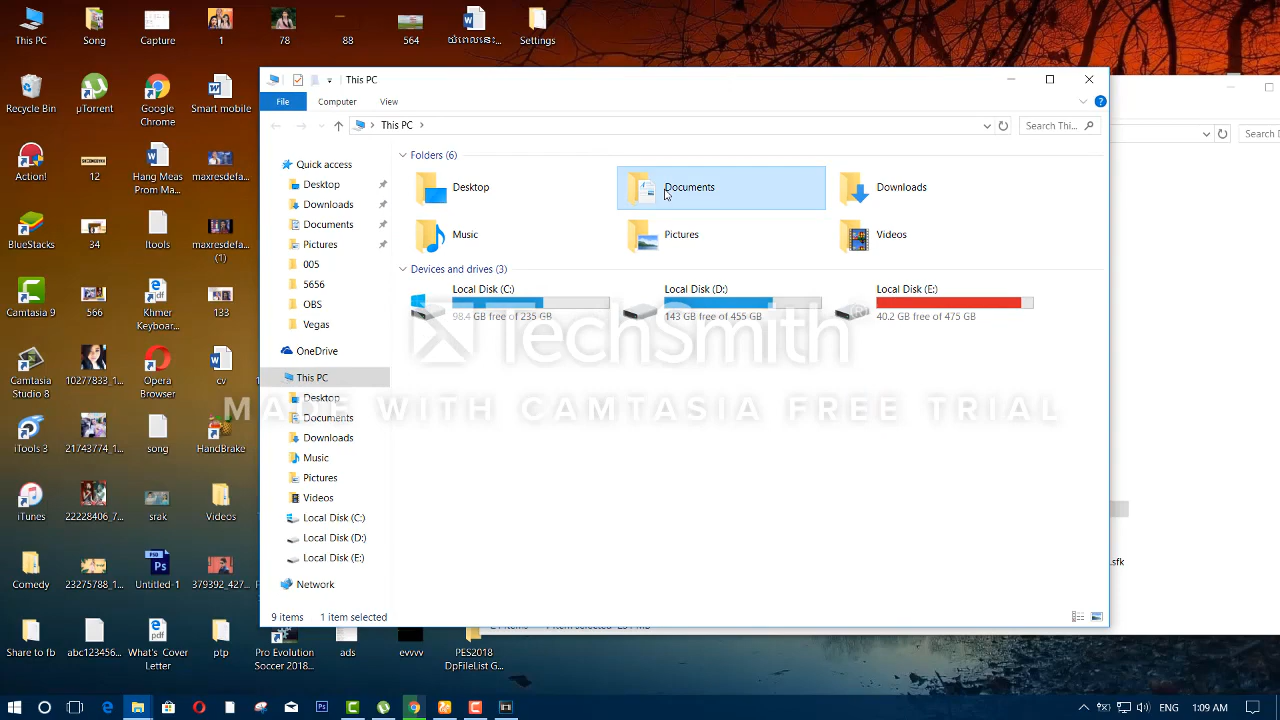 This PC
Song
Capture
1
78
88
564
Settings
Recycle Bin
µTorrent
Google
Chrome
Smart mobile
Action!
12
Hang Meas
Prom Ma...
maxresdefa...
BlueStacks
34
Itools
maxresdefa...
(1)
Camtasia 9
566
Khmer
Keyboar...
133
Camtasia
Studio 8
10277833_1...
Opera
Browser
cv
iTools 3
21743774_1...
song
HandBrake
iTunes
22228406_7...
srak
Videos
Comedy
23275788_1...
Untitled-1
379392_427...
Share to fb
abc123456...
What's Cover
Letter
ptp
Pro Evolution
Soccer 2018...
ads
evvvv
PES2018
DpFileList G...
This PC
File
Computer
View
This PC
Search Thi...
Search D
Quick access
Desktop
Downloads
Documents
Pictures
005
5656
OBS
Vegas
OneDrive
This PC
Desktop
Documents
Downloads
Music
Pictures
Videos
Local Disk (C:)
Local Disk (D:)
Local Disk (E:)
Network
Folders (6)
Desktop
Documents
Downloads
Music
Pictures
Videos
Devices and drives (3)
Local Disk (C:)
98.4 GB free of 235 GB
Local Disk (D:)
143 GB free of 455 GB
Local Disk (E:)
40.2 GB free of 475 GB
TechSmith
MADE WITH CAMTASIA FREE TRIAL
.sfk
9 items
1 item selected
ENG
1:09 AM